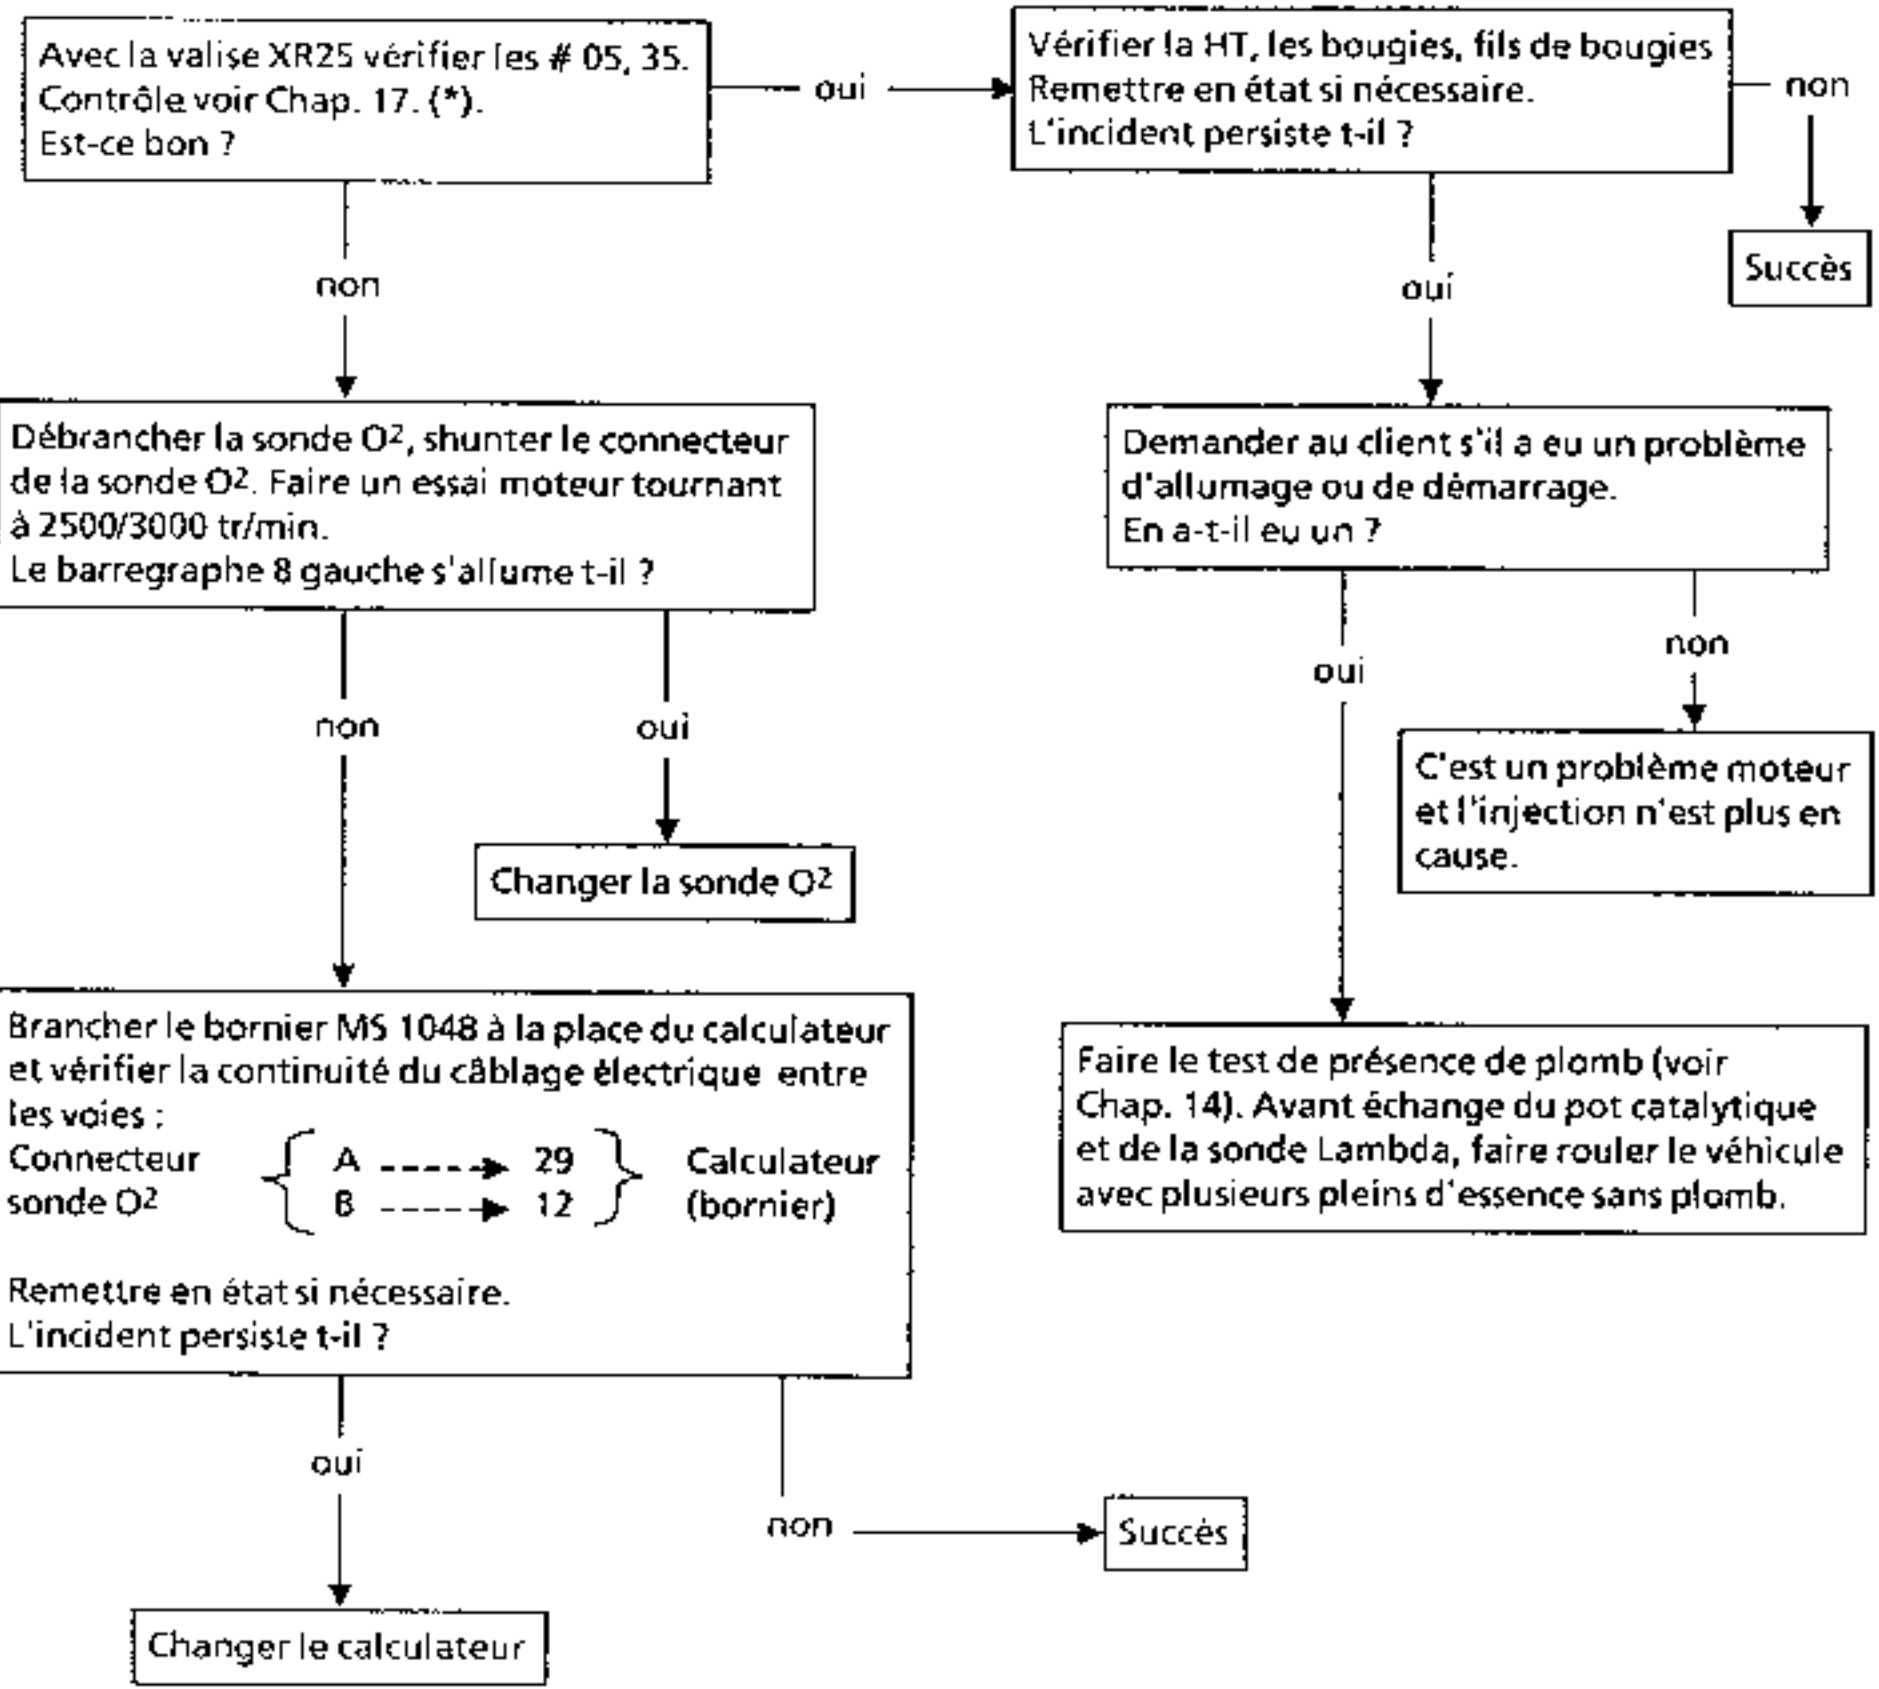 Avec la valise XR25 vérifier les # 05, 35.
Contrôle voir Chap. 17. (*).
Est-ce bon ?
oui
Vérifier la HT, les bougies, fils de bougies
Remettre en état si nécessaire.
L'incident persiste t-il ?
non
Succès
non
oui
Débrancher la sonde O², shunter le connecteur
de la sonde O². Faire un essai moteur tournant
à 2500/3000 tr/min.
Le barregraphe 8 gauche s'allume t-il ?
Demander au client s'il a eu un problème
d'allumage ou de démarrage.
En a-t-il eu un ?
non
oui
oui
non
Changer la sonde O²
C'est un problème moteur
et l'injection n'est plus en
cause.
Brancher le bornier MS 1048 à la place du calculateur
et vérifier la continuité du câblage électrique entre
les voies :
Connecteur
sonde O²
A 29
B 12
Calculateur
(bornier)
Remettre en état si nécessaire.
L'incident persiste t-il ?
Faire le test de présence de plomb (voir
Chap. 14). Avant échange du pot catalytique
et de la sonde Lambda, faire rouler le véhicule
avec plusieurs pleins d'essence sans plomb.
oui
non
Succès
Changer le calculateur